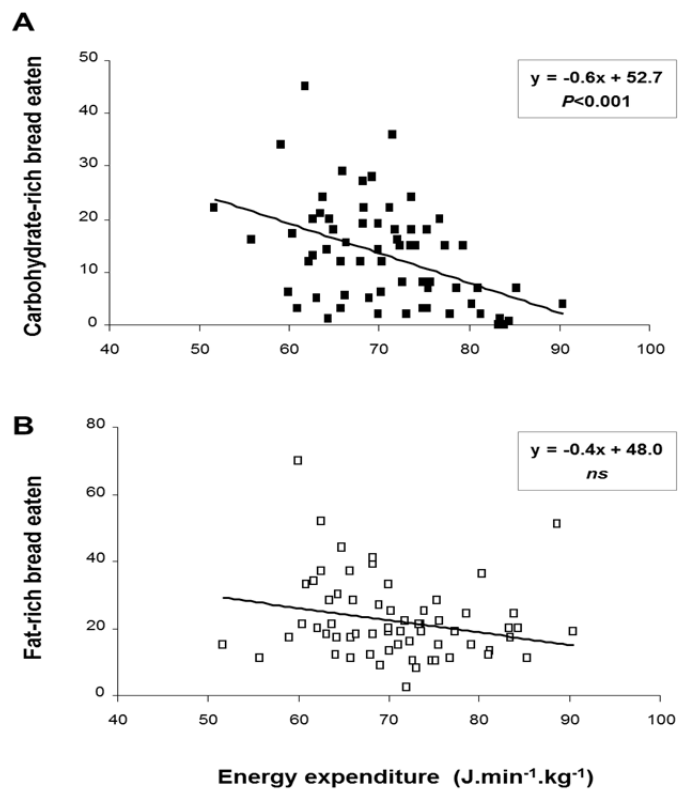 A
Carbohydrate-rich bread eaten
50
40
30
20
10
0
40 50 60 70 80 90 100
y = -0.6x + 52.7
P<0.001
B
Fat-rich bread eaten
80
60
40
20
0
40 50 60 70 80 90 100
y = -0.4x + 48.0
ns
Energy expenditure (J.min⁻¹.kg⁻¹)